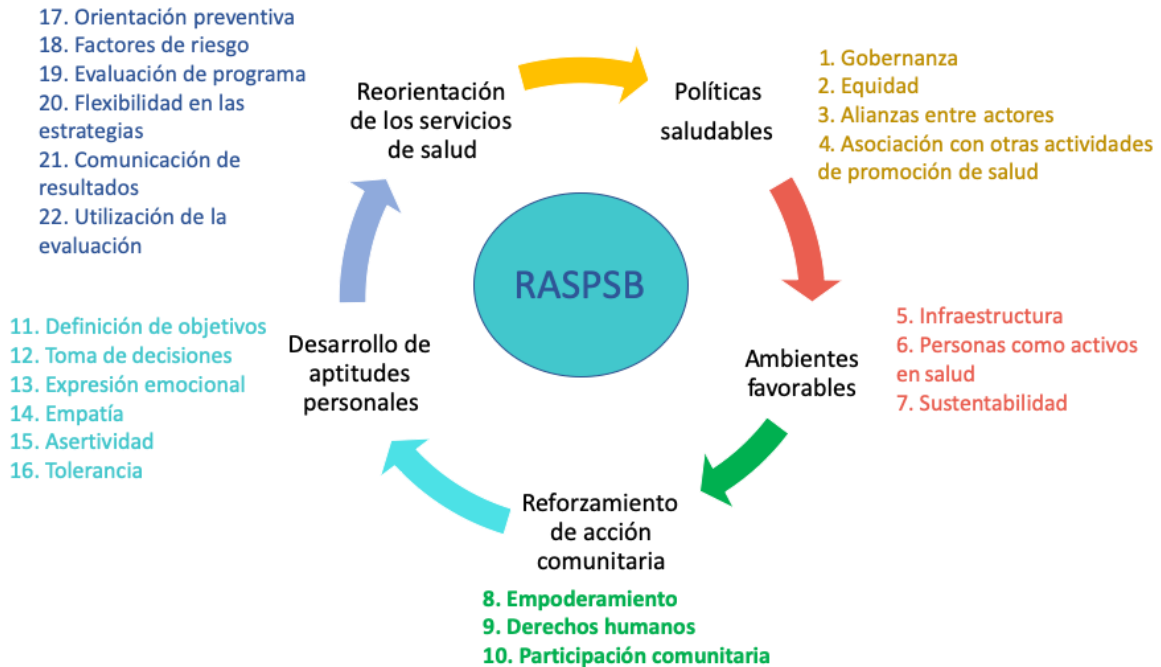 17. Orientación preventiva
18. Factores de riesgo
19. Evaluación de programa
20. Flexibilidad en las
estrategias
21. Comunicación de
resultados
22. Utilización de la
evaluación
Reorientación
de los servicios
de salud
Políticas
saludables
1. Gobernanza
2. Equidad
3. Alianzas entre actores
4. Asociación con otras actividades
de promoción de salud
RASPSB
11. Definición de objetivos
12. Toma de decisiones
13. Expresión emocional
14. Empatía
15. Asertividad
16. Tolerancia
Desarrollo de
aptitudes
personales
Ambientes
favorables
5. Infraestructura
6. Personas como activos
en salud
7. Sustentabilidad
Reforzamiento
de acción
comunitaria
8. Empoderamiento
9. Derechos humanos
10. Participación comunitaria